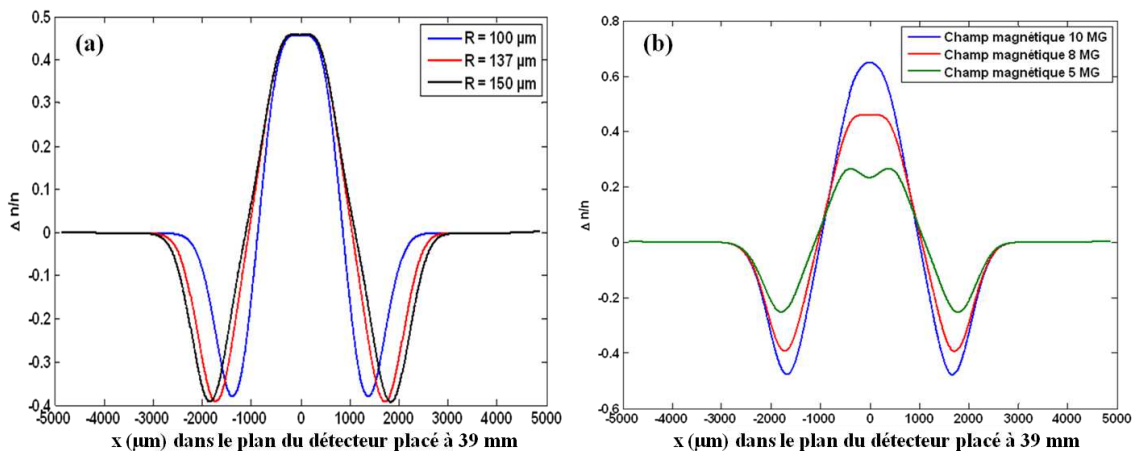 (a)
R = 100 µm
R = 137 µm
R = 150 µm
Δ n/n
0.5
0.4
0.3
0.2
0.1
0
-0.1
-0.2
-0.3
-0.4
-5000 -4000 -3000 -2000 -1000 0 1000 2000 3000 4000 5000
x (µm) dans le plan du détecteur placé à 39 mm
(b)
Champ magnétique 10 MG
Champ magnétique 8 MG
Champ magnétique 5 MG
Δ n/n
0.8
0.6
0.4
0.2
0
-0.2
-0.4
-0.6
-5000 -4000 -3000 -2000 -1000 0 1000 2000 3000 4000 5000
x (µm) dans le plan du détecteur placé à 39 mm